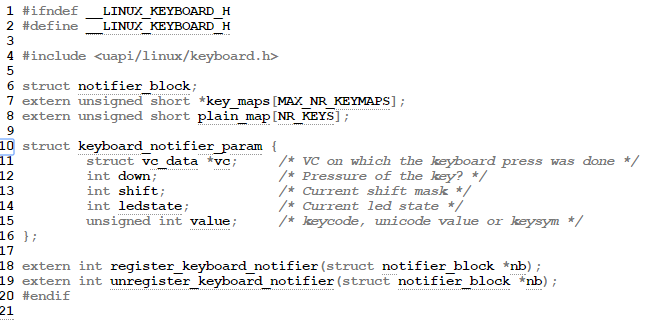 1 #ifndef __LINUX_KEYBOARD_H
2 #define __LINUX_KEYBOARD_H
3
4 #include <uapi/linux/keyboard.h>
5
6 struct notifier_block;
7 extern unsigned short *key_maps[MAX_NR_KEYMAPS];
8 extern unsigned short plain_map[NR_KEYS];
9
10 struct keyboard_notifier_param {
11         struct vc_data *vc;     /* VC on which the keyboard press was done */
12         int down;               /* Pressure of the key? */
13         int shift;              /* Current shift mask */
14         int ledstate;           /* Current led state */
15         unsigned int value;     /* keycode, unicode value or keysym */
16 };
17
18 extern int register_keyboard_notifier(struct notifier_block *nb);
19 extern int unregister_keyboard_notifier(struct notifier_block *nb);
20 #endif
21